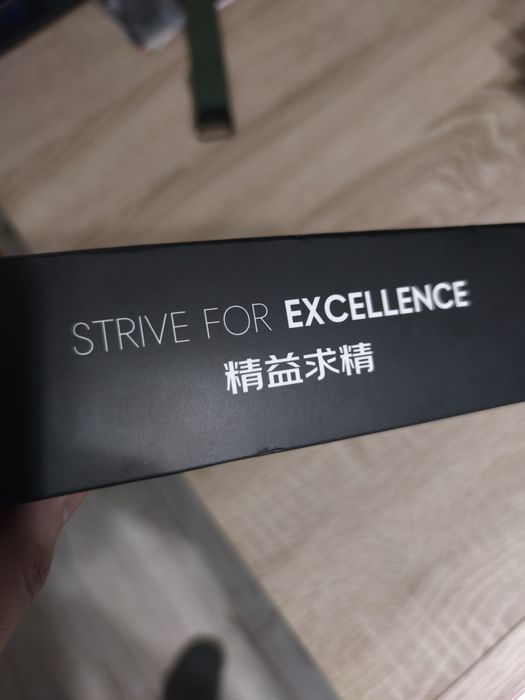 STRIVE FOR EXCELLENCE
精益求精